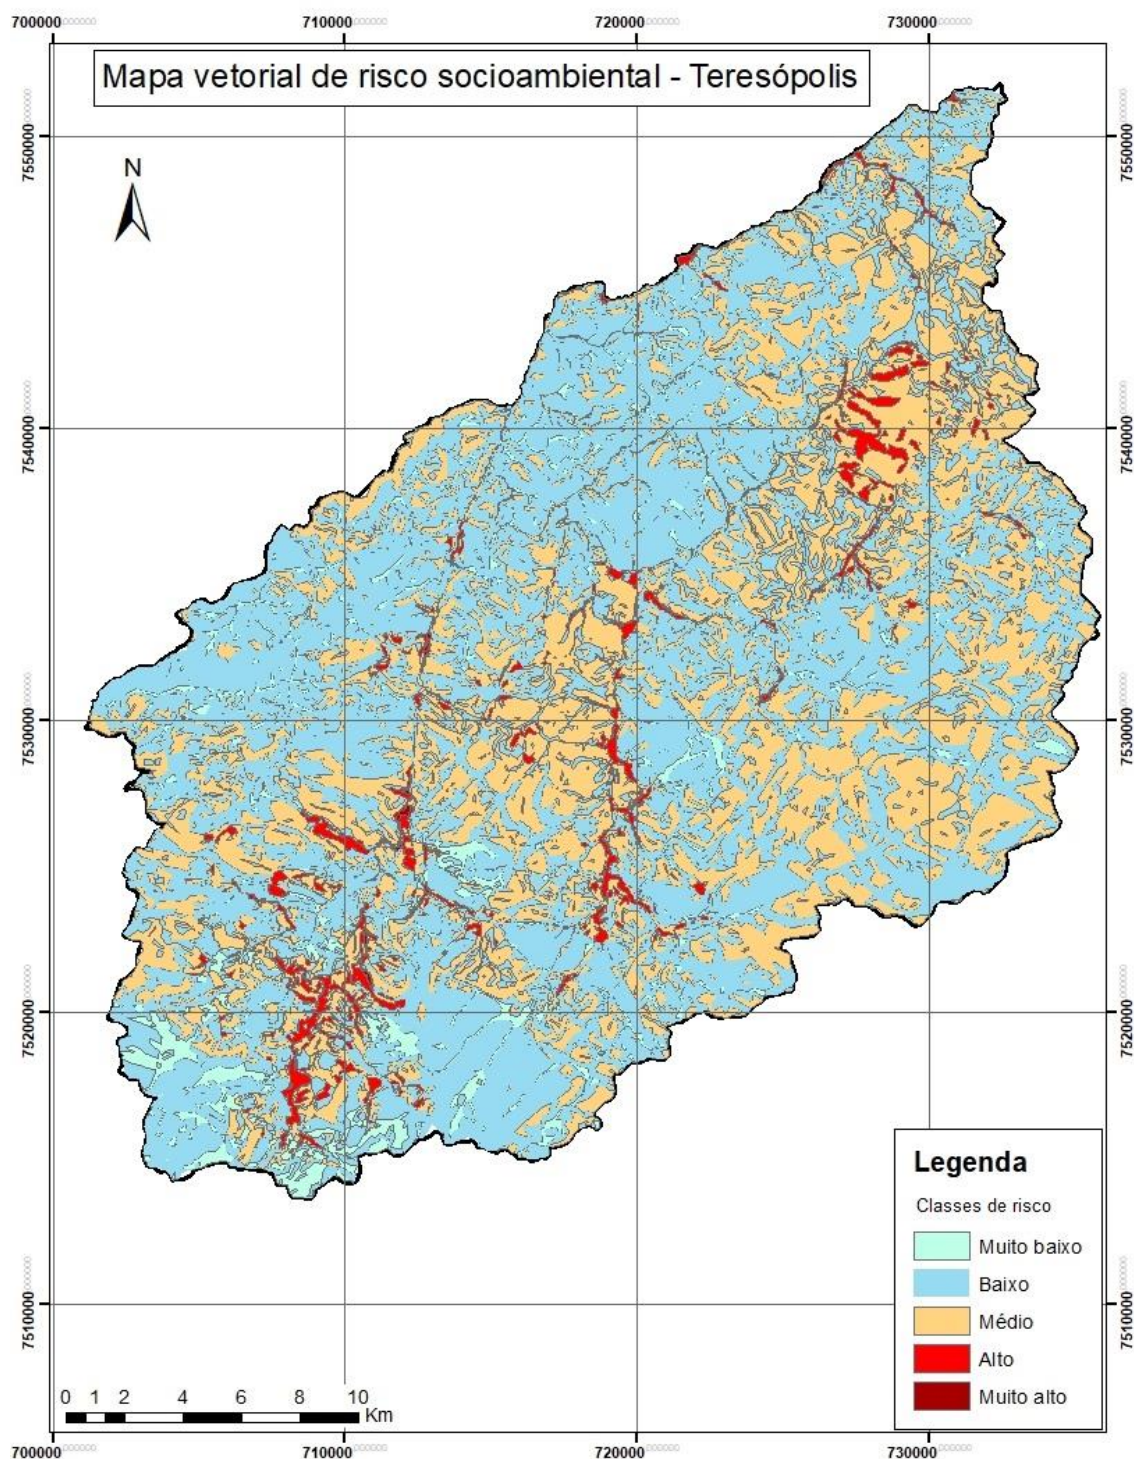 700000 710000 720000 730000
Mapa vetorial de risco socioambiental - Teresópolis
N
7550000 7550000
7540000 7540000
7530000 7530000
7520000 7520000
7510000 7510000
Legenda
Classes de risco
Muito baixo
Baixo
Médio
Alto
Muito alto
0 1 2 4 6 8 10
Km
700000 710000 720000 730000